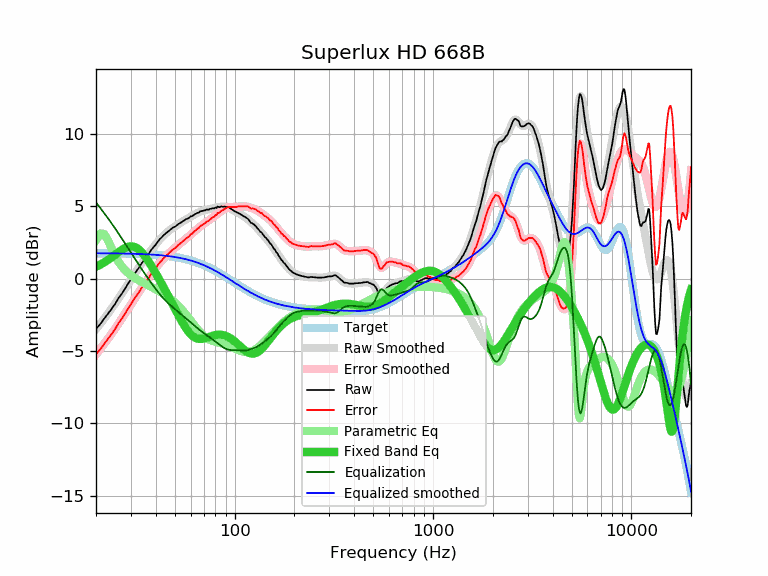 Superlux HD 668B
Amplitude (dBr)
10
5
0
−5
−10
−15
Target
Raw Smoothed
Error Smoothed
Raw
Error
Parametric Eq
Fixed Band Eq
Equalization
Equalized smoothed
100
1000
10000
Frequency (Hz)